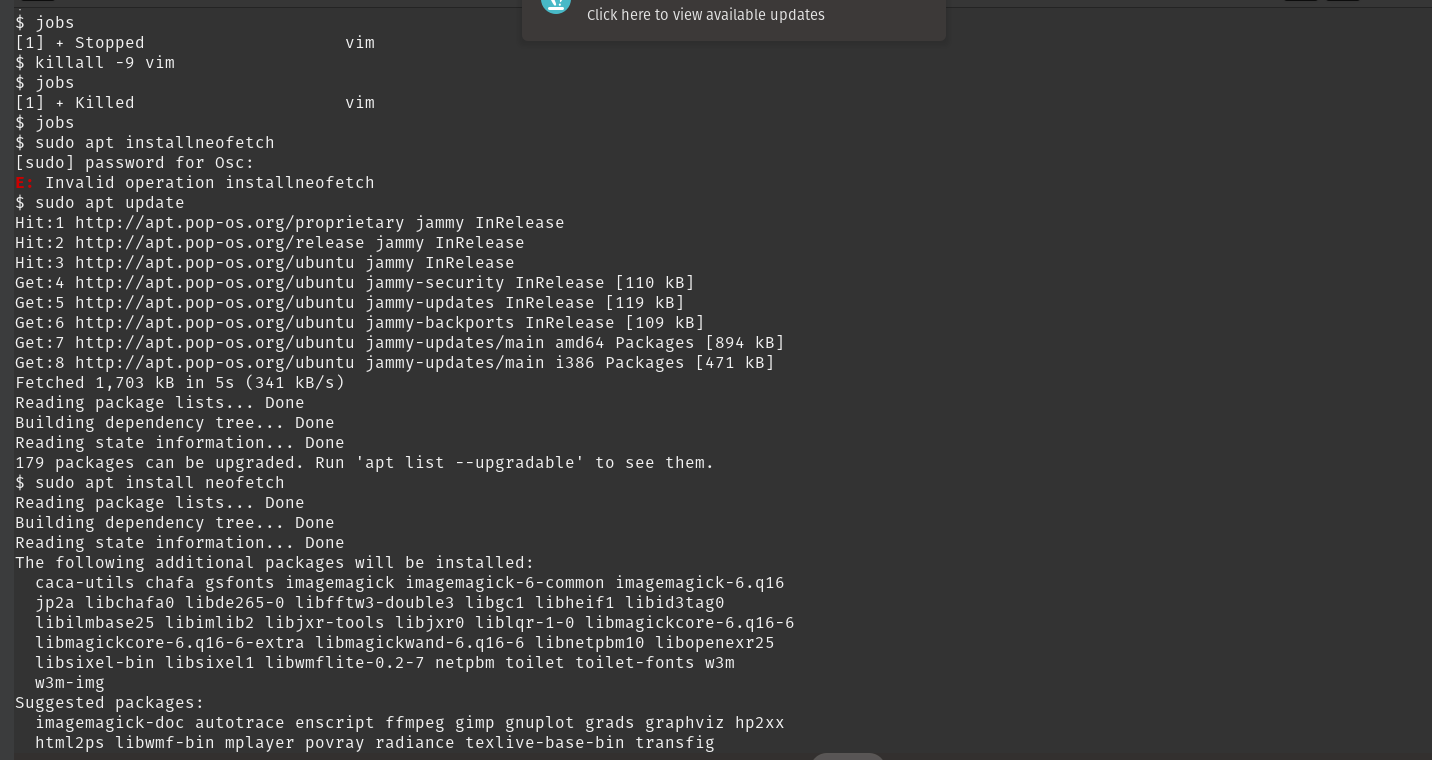 Click here to view available updates
$ jobs
[1] + Stopped                    vim
$ killall -9 vim
$ jobs
[1] + Killed                     vim
$ jobs
$ sudo apt installneofetch
[sudo] password for Osc:
E: Invalid operation installneofetch
$ sudo apt update
Hit:1 http://apt.pop-os.org/proprietary jammy InRelease
Hit:2 http://apt.pop-os.org/release jammy InRelease
Hit:3 http://apt.pop-os.org/ubuntu jammy InRelease
Get:4 http://apt.pop-os.org/ubuntu jammy-security InRelease [110 kB]
Get:5 http://apt.pop-os.org/ubuntu jammy-updates InRelease [119 kB]
Get:6 http://apt.pop-os.org/ubuntu jammy-backports InRelease [109 kB]
Get:7 http://apt.pop-os.org/ubuntu jammy-updates/main amd64 Packages [894 kB]
Get:8 http://apt.pop-os.org/ubuntu jammy-updates/main i386 Packages [471 kB]
Fetched 1,703 kB in 5s (341 kB/s)
Reading package lists... Done
Building dependency tree... Done
Reading state information... Done
179 packages can be upgraded. Run 'apt list --upgradable' to see them.
$ sudo apt install neofetch
Reading package lists... Done
Building dependency tree... Done
Reading state information... Done
The following additional packages will be installed:
  caca-utils chafa gsfonts imagemagick imagemagick-6-common imagemagick-6.q16
  jp2a libchafa0 libde265-0 libfftw3-double3 libgc1 libheif1 libid3tag0
  libilmbase25 libimlib2 libjxr-tools libjxr0 liblqr-1-0 libmagickcore-6.q16-6
  libmagickcore-6.q16-6-extra libmagickwand-6.q16-6 libnetpbm10 libopenexr25
  libsixel-bin libsixel1 libwmflite-0.2-7 netpbm toilet toilet-fonts w3m
  w3m-img
Suggested packages:
  imagemagick-doc autotrace enscript ffmpeg gimp gnuplot grads graphviz hp2xx
  html2ps libwmf-bin mplayer povray radiance texlive-base-bin transfig